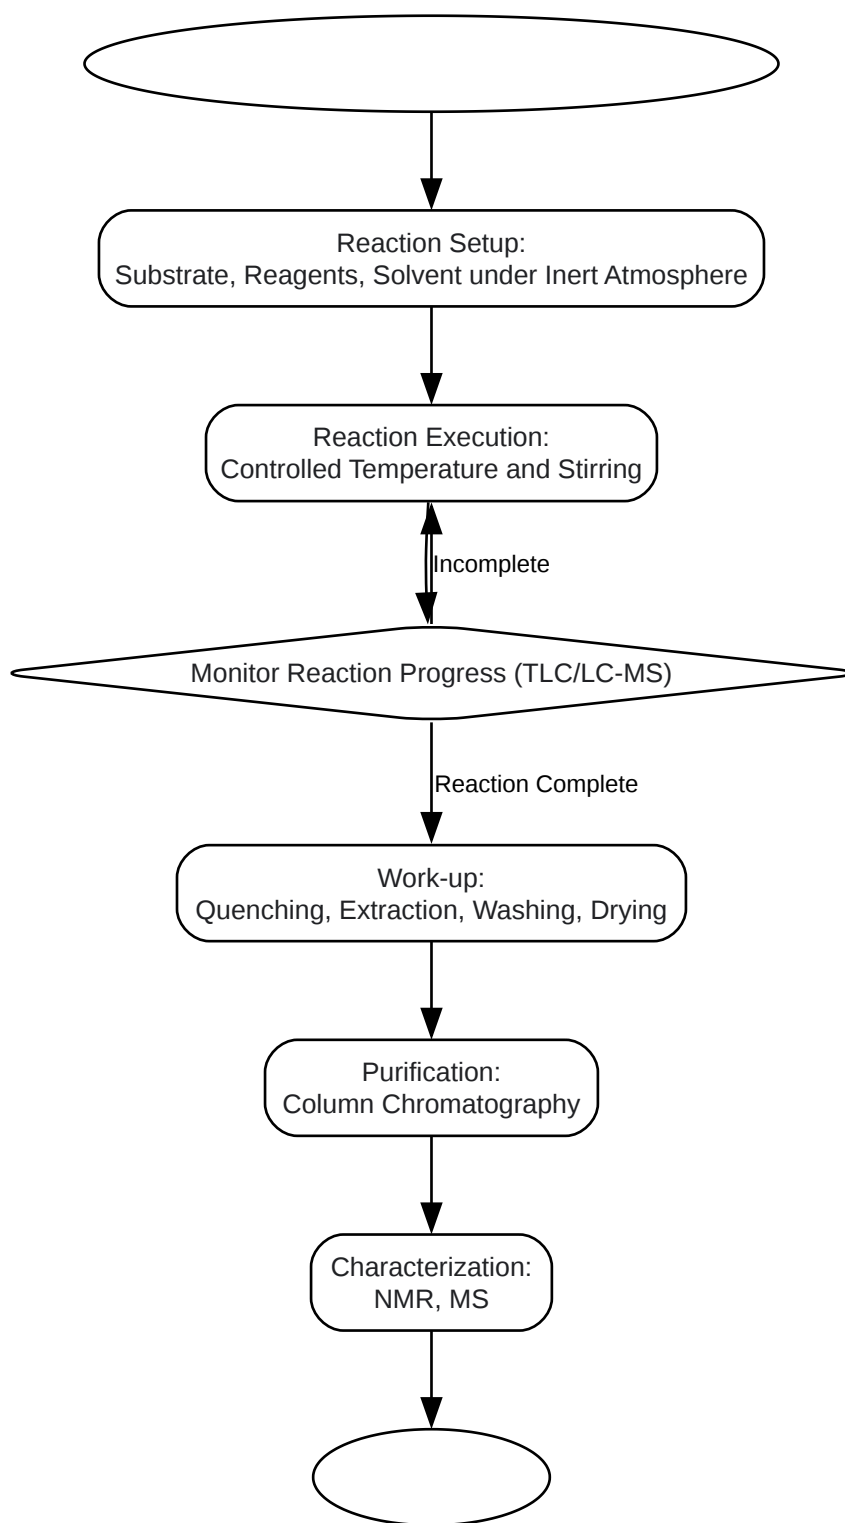 Reaction Setup:
Substrate, Reagents, Solvent under Inert Atmosphere
Reaction Execution:
Controlled Temperature and Stirring
Incomplete
Monitor Reaction Progress (TLC/LC-MS)
Reaction Complete
Work-up:
Quenching, Extraction, Washing, Drying
Purification:
Column Chromatography
Characterization:
NMR, MS